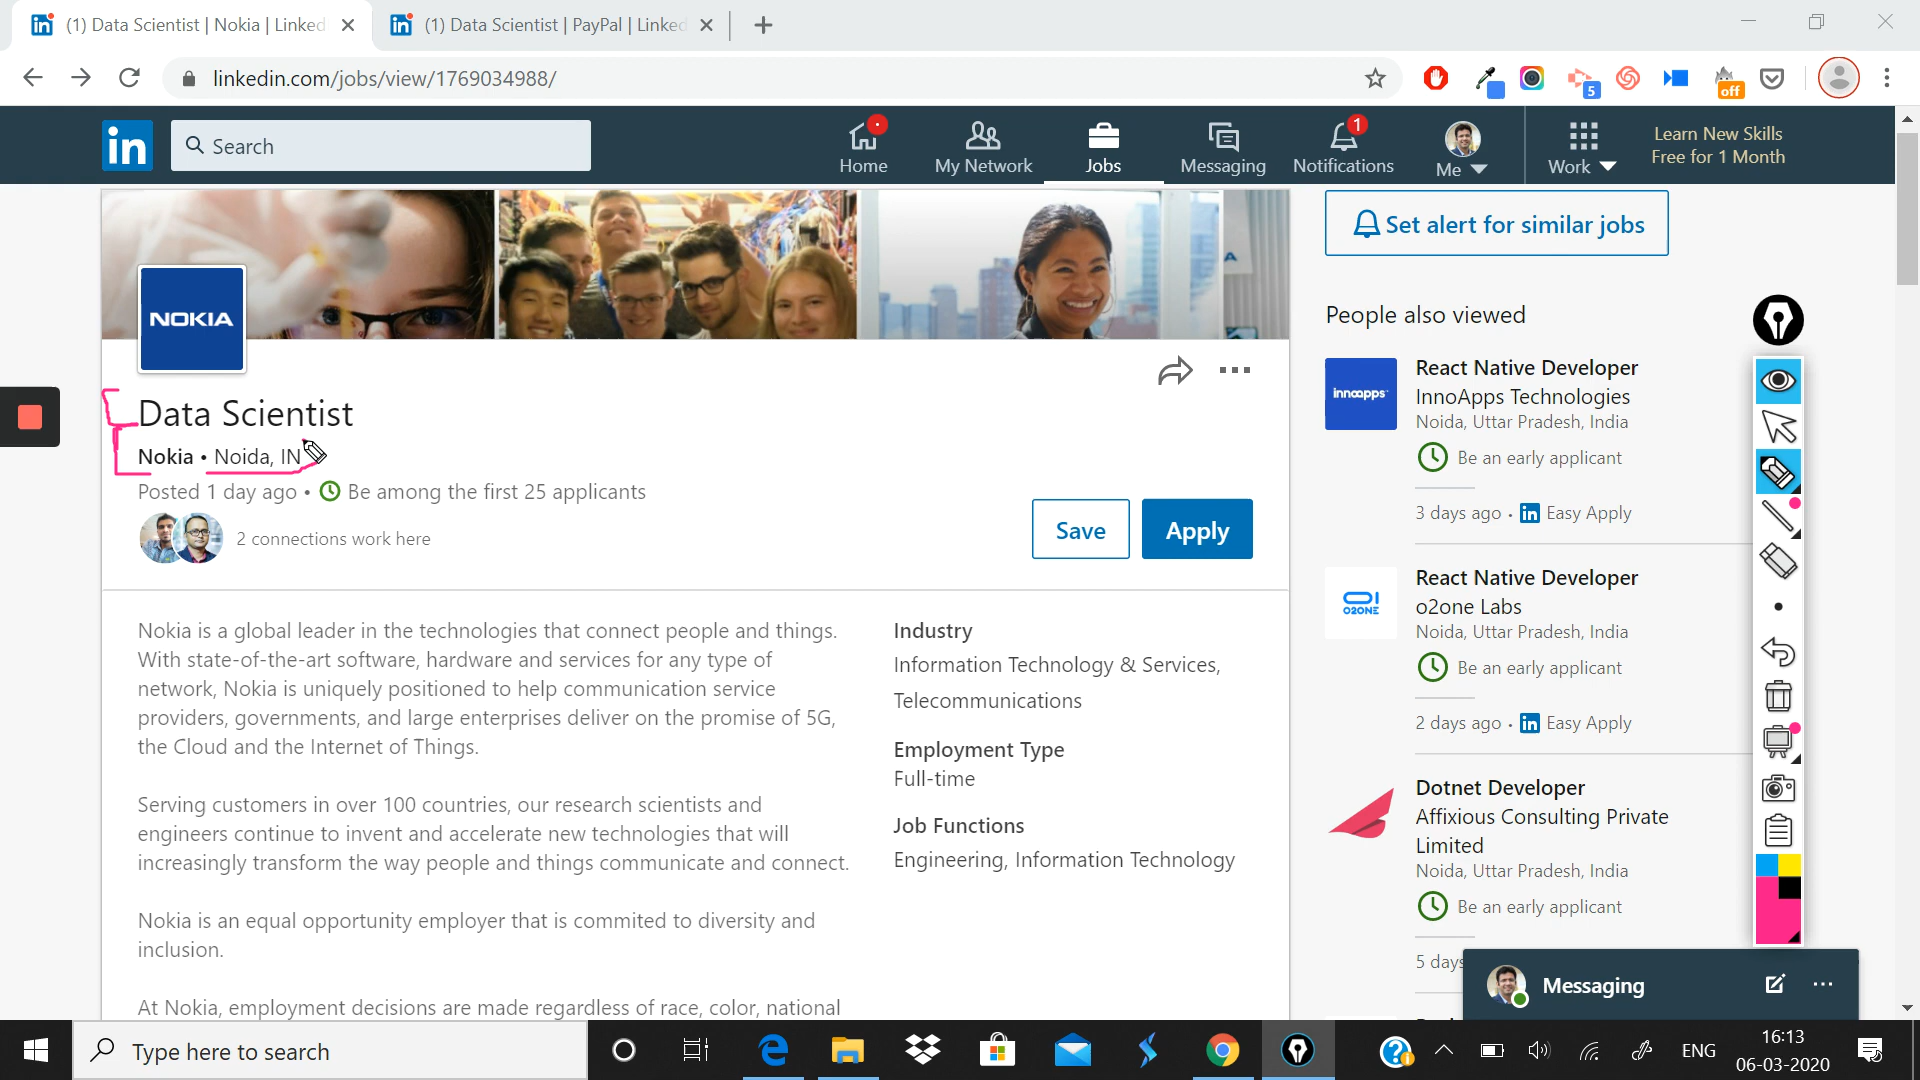 (1) Data Scientist | Nokia | Linked
(1) Data Scientist | PayPal | Linked
linkedin.com/jobs/view/1769034988/
5
off
in
Search
Home
My Network
Jobs
Messaging
1
Notifications
Me
Work
Learn New Skills
Free for 1 Month
NOKIA
Data Scientist
Nokia • Noida, IN
Posted 1 day ago • Be among the first 25 applicants
2 connections work here
Save
Apply
Nokia is a global leader in the technologies that connect people and things.
With state-of-the-art software, hardware and services for any type of
network, Nokia is uniquely positioned to help communication service
providers, governments, and large enterprises deliver on the promise of 5G,
the Cloud and the Internet of Things.
Serving customers in over 100 countries, our research scientists and
engineers continue to invent and accelerate new technologies that will
increasingly transform the way people and things communicate and connect.
Nokia is an equal opportunity employer that is commited to diversity and
inclusion.
At Nokia, employment decisions are made regardless of race, color, national
Industry
Information Technology & Services,
Telecommunications
Employment Type
Full-time
Job Functions
Engineering, Information Technology
Set alert for similar jobs
People also viewed
innoapps
React Native Developer
InnoApps Technologies
Noida, Uttar Pradesh, India
Be an early applicant
3 days ago • in Easy Apply
O2ONE
React Native Developer
o2one Labs
Noida, Uttar Pradesh, India
Be an early applicant
2 days ago • in Easy Apply
Dotnet Developer
Affixious Consulting Private
Limited
Noida, Uttar Pradesh, India
Be an early applicant
5 days
Messaging
Type here to search
ENG
16:13
06-03-2020